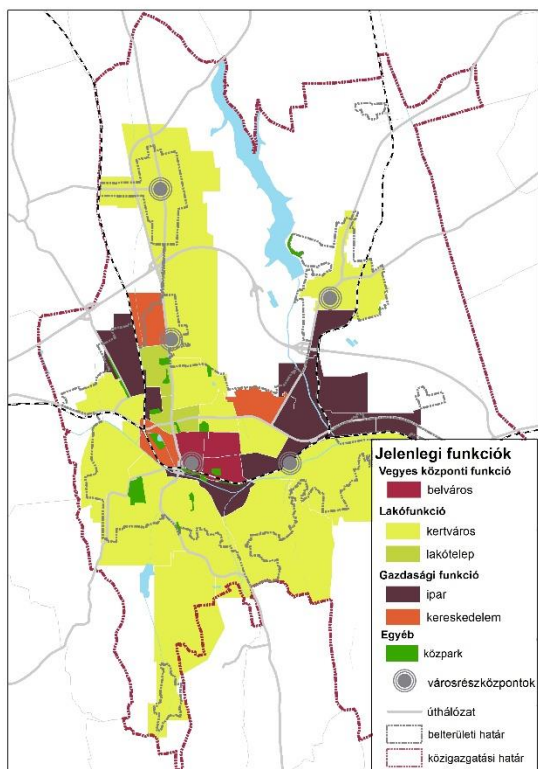 Jelenlegi funkciók
Vegyes központi funkció
belváros
Lakófunkció
kertváros
lakótelep
Gazdasági funkció
ipar
kereskedelem
Egyéb
közpark
városrészközpontok
úthálózat
belterületi határ
közigazgatási határ